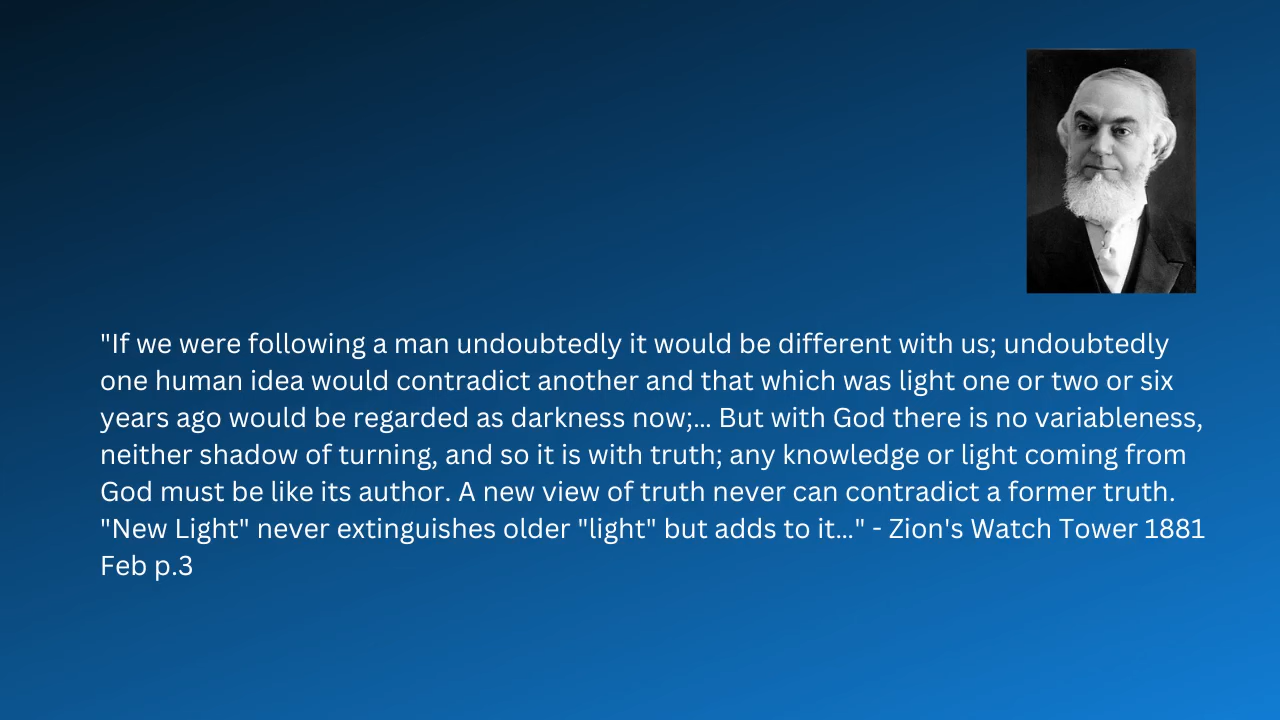 "If we were following a man undoubtedly it would be different with us; undoubtedly
one human idea would contradict another and that which was light one or two or six
years ago would be regarded as darkness now;... But with God there is no variableness,
neither shadow of turning, and so it is with truth; any knowledge or light coming from
God must be like its author. A new view of truth never can contradict a former truth.
"New Light" never extinguishes older "light" but adds to it..." - Zion's Watch Tower 1881
Feb p.3